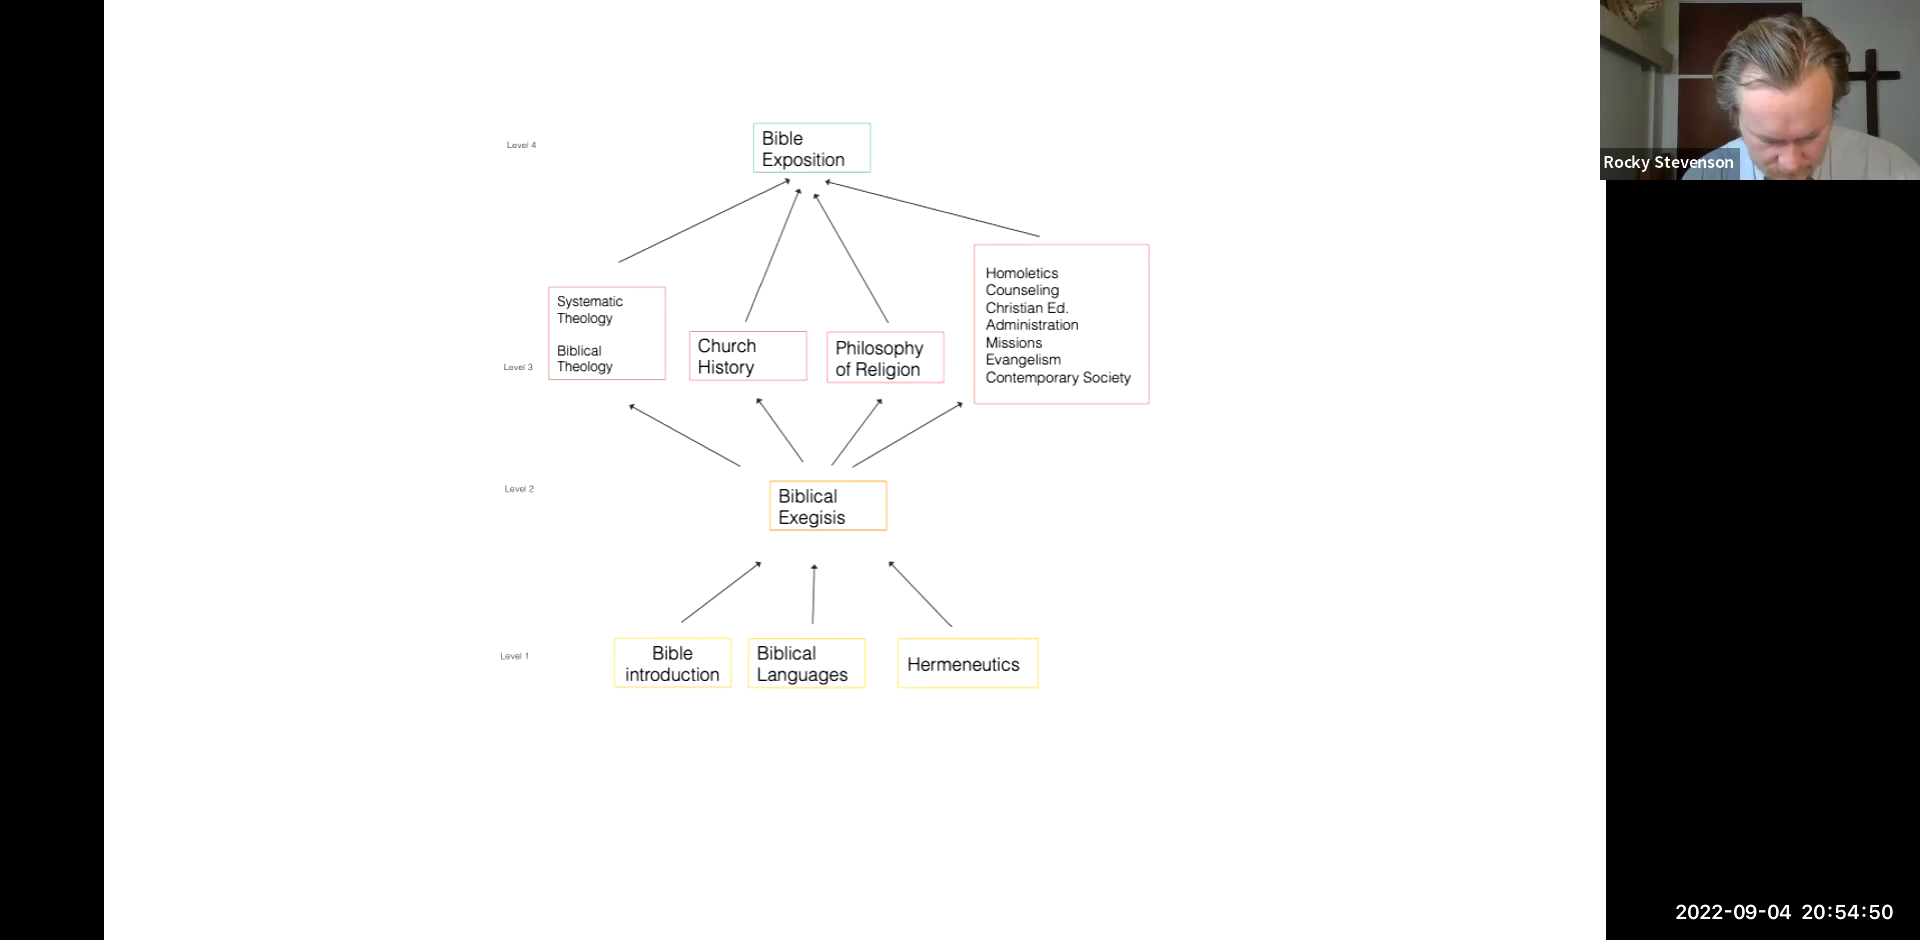 Level 4
Bible
Exposition
Rocky Stevenson
Systematic
Theology
Biblical
Theology
Level 3
Church
History
Philosophy
of Religion
Homoletics
Counseling
Christian Ed.
Administration
Missions
Evangelism
Contemporary Society
Level 2
Biblical
Exegisis
Level 1
Bible
introduction
Biblical
Languages
Hermeneutics
2022-09-04 20:54:50